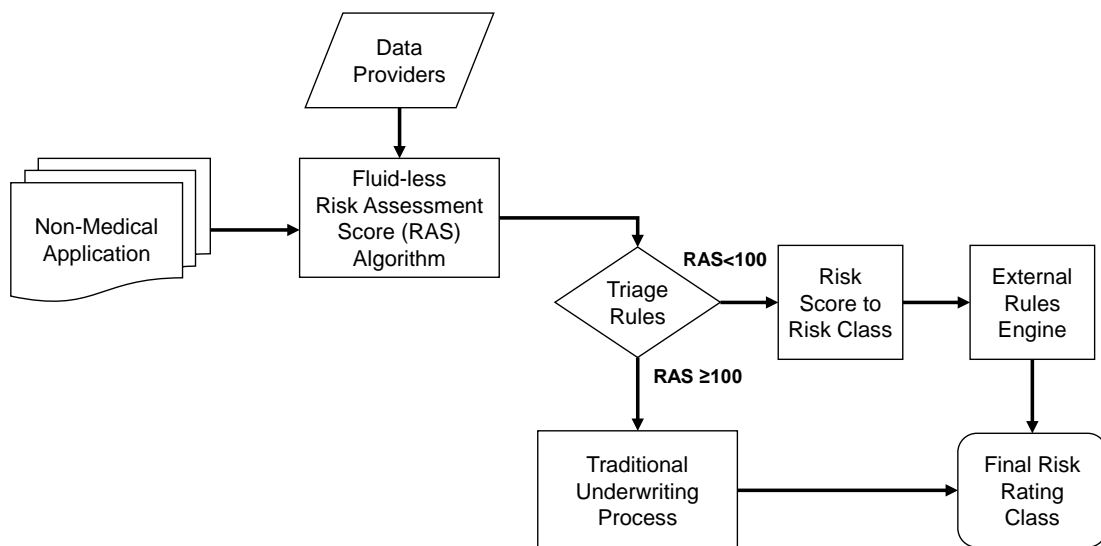 Data
Providers
Non-Medical
Application
Fluid-less
Risk Assessment
Score (RAS)
Algorithm
Triage
Rules
RAS<100
Risk
Score to
Risk Class
External
Rules
Engine
RAS ≥100
Traditional
Underwriting
Process
Final Risk
Rating
Class